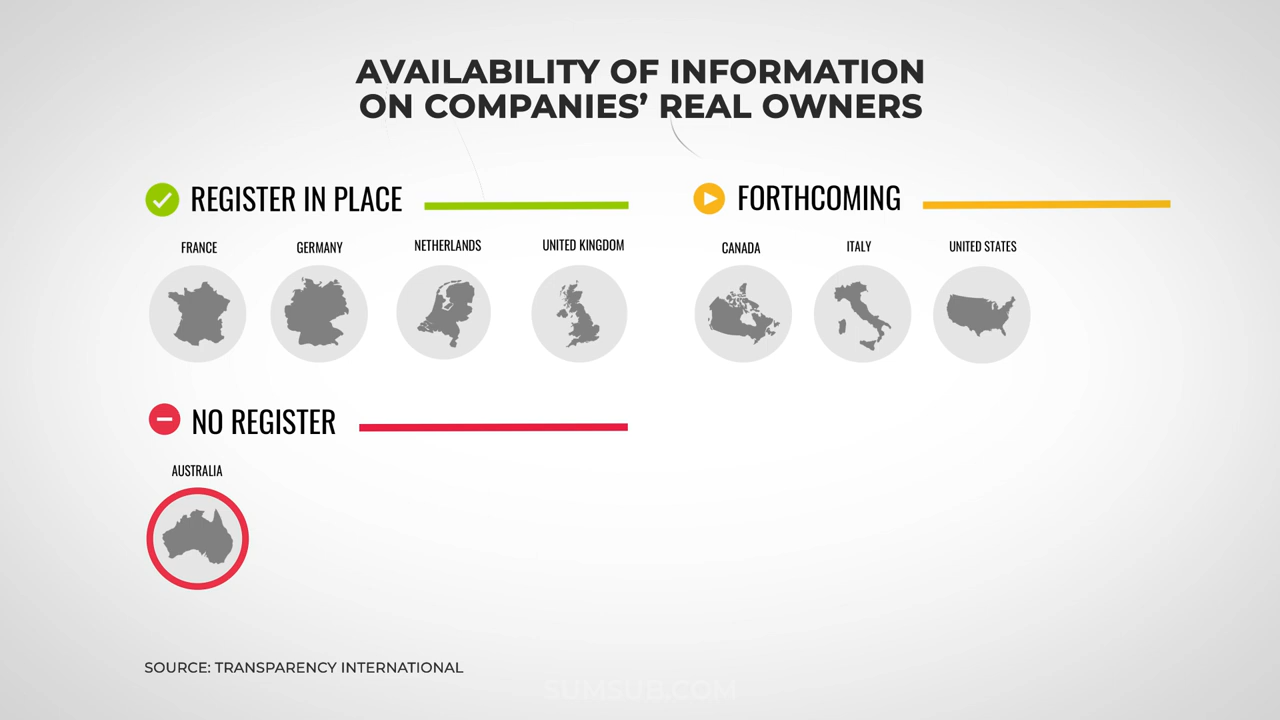 AVAILABILITY OF INFORMATION
ON COMPANIES’ REAL OWNERS
REGISTER IN PLACE
FRANCE
GERMANY
NETHERLANDS
UNITED KINGDOM
FORTHCOMING
CANADA
ITALY
UNITED STATES
NO REGISTER
AUSTRALIA
SOURCE: TRANSPARENCY INTERNATIONAL
SUMSUB.COM